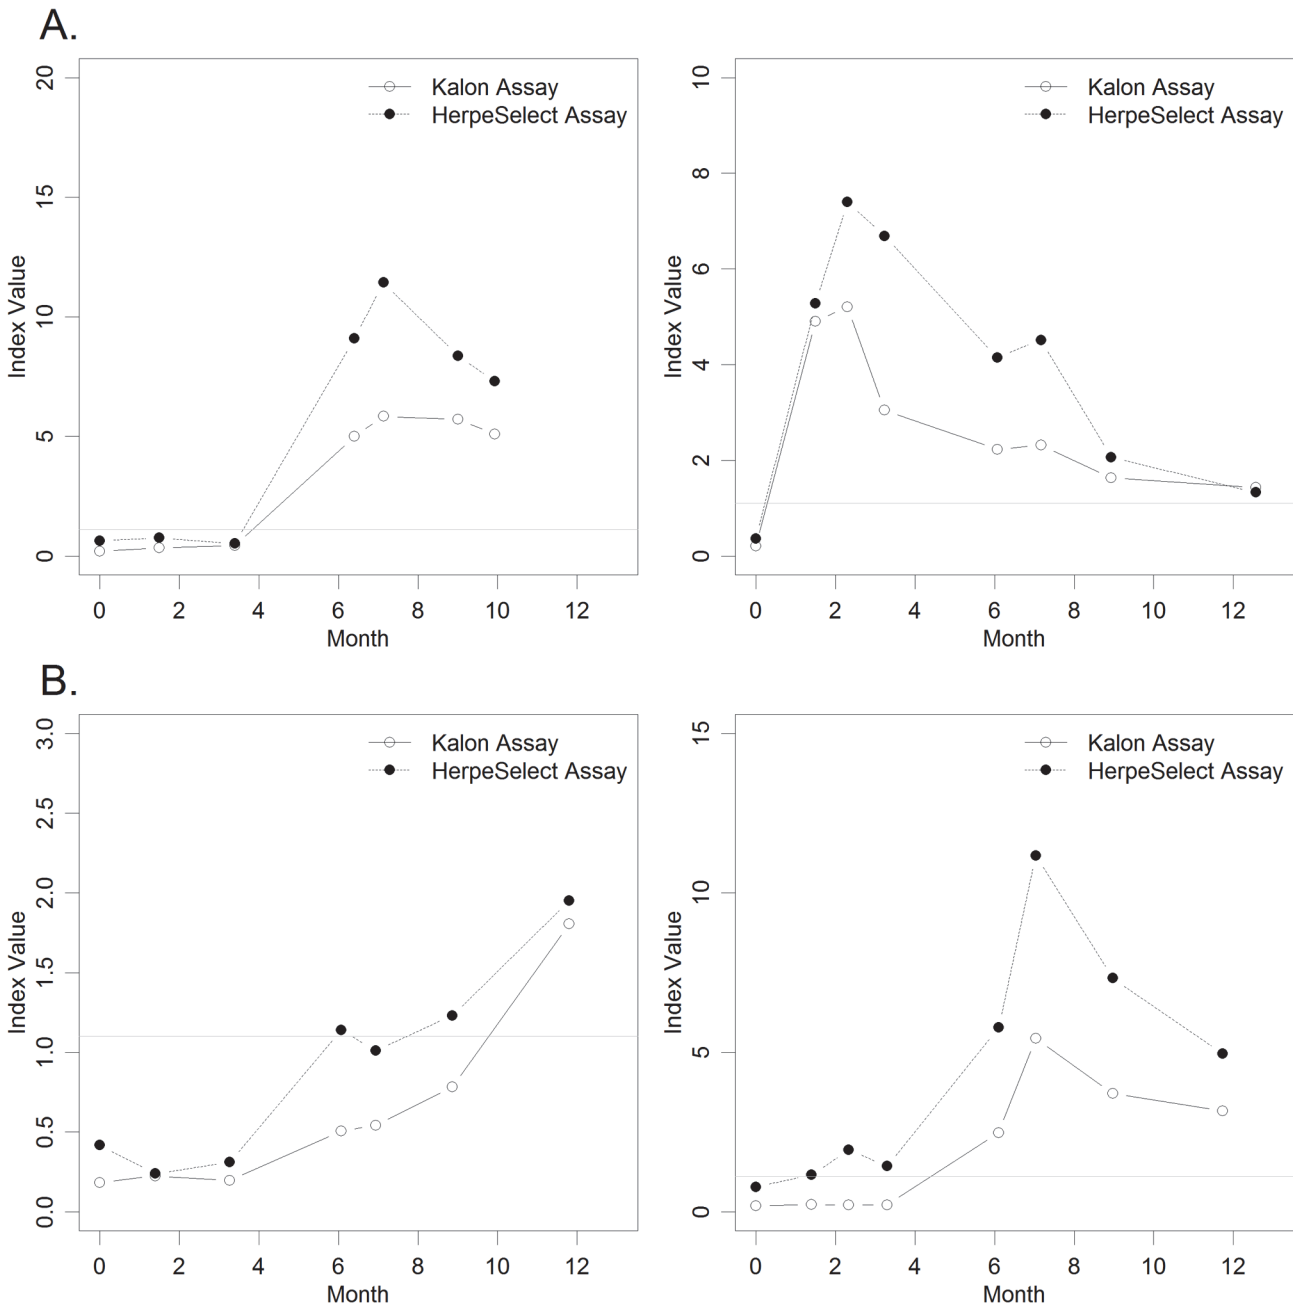 A.
Kalon Assay
HerpeSelect Assay
Index Value
0 5 10 15 20
0 2 4 6 8 10 12
Month
Kalon Assay
HerpeSelect Assay
Index Value
0 2 4 6 8 10
0 2 4 6 8 10 12
Month
B.
Kalon Assay
HerpeSelect Assay
Index Value
0.0 0.5 1.0 1.5 2.0 2.5 3.0
0 2 4 6 8 10 12
Month
Kalon Assay
HerpeSelect Assay
Index Value
0 5 10 15
0 2 4 6 8 10 12
Month